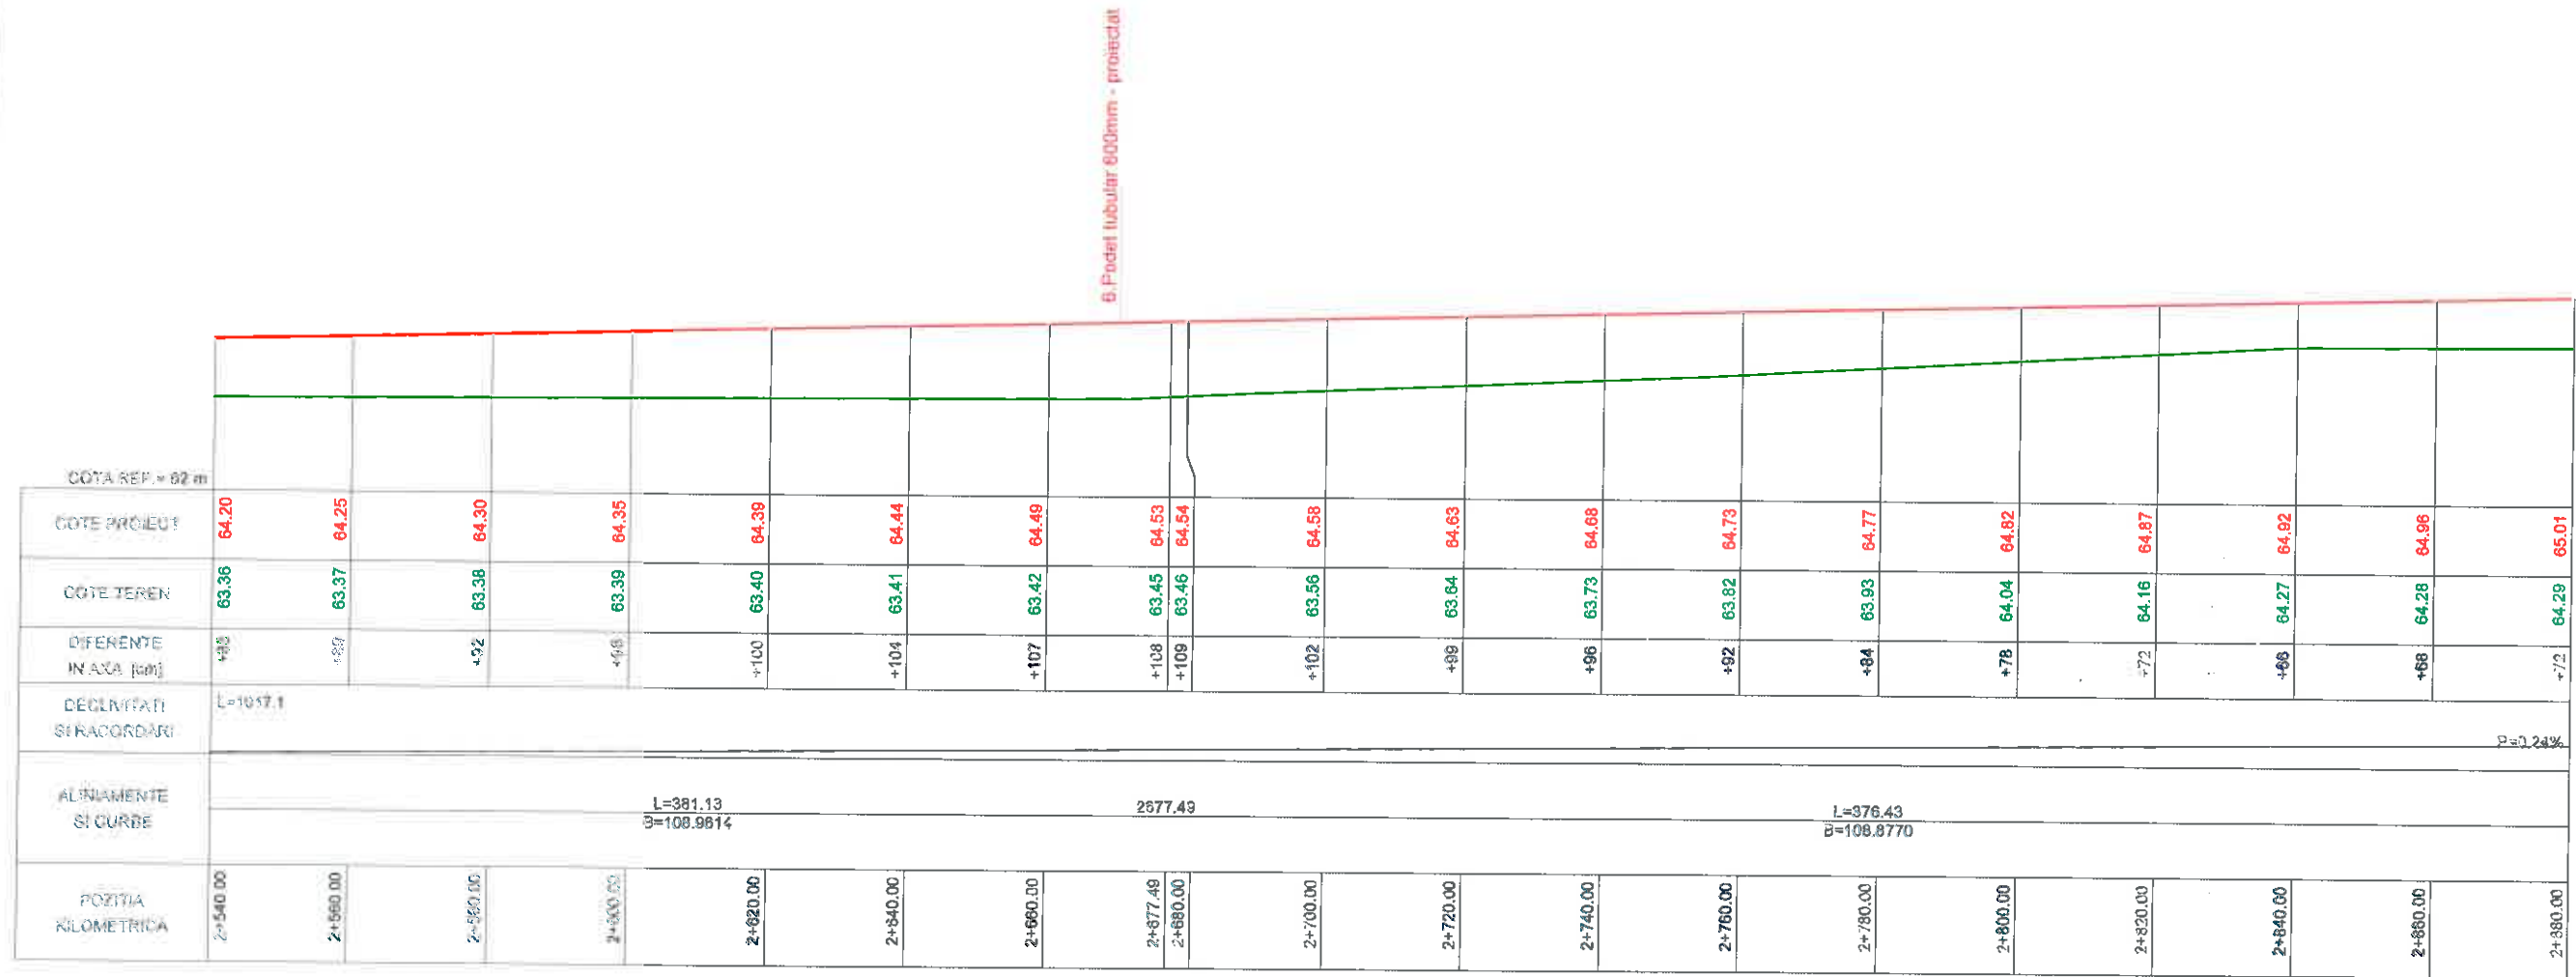 6.Podet tubular 600mm - proiectat
COTA REF.= 62 m
COTE PROIECT 64.20 64.25 64.30 64.35 64.39 64.44 64.49 64.53 64.54 64.58 64.63 64.68 64.73 64.77 64.82 64.87 64.92 64.96 65.01
COTE TEREN 63.36 63.37 63.38 63.39 63.40 63.41 63.42 63.45 63.46 63.56 63.64 63.73 63.82 63.93 64.04 64.16 64.27 64.28 64.29
DIFERENTE
IN AXA [cm] +92 +100 +104 +107 +108 +109 +102 +99 +96 +92 +84 +78 +72 +68 +72
DECLIVITATI
SI RACORDARI
L=1017.1
P=0.24%
ALINIAMENTE
SI CURBE
L=381.13
B=108.9814
2677.49
L=376.43
B=108.8770
POZITIA
KILOMETRICA
2+540.00 2+560.00 2+580.00 2+600.00 2+620.00 2+640.00 2+660.00 2+677.49 2+680.00 2+700.00 2+720.00 2+740.00 2+760.00 2+780.00 2+800.00 2+820.00 2+840.00 2+860.00 2+880.00